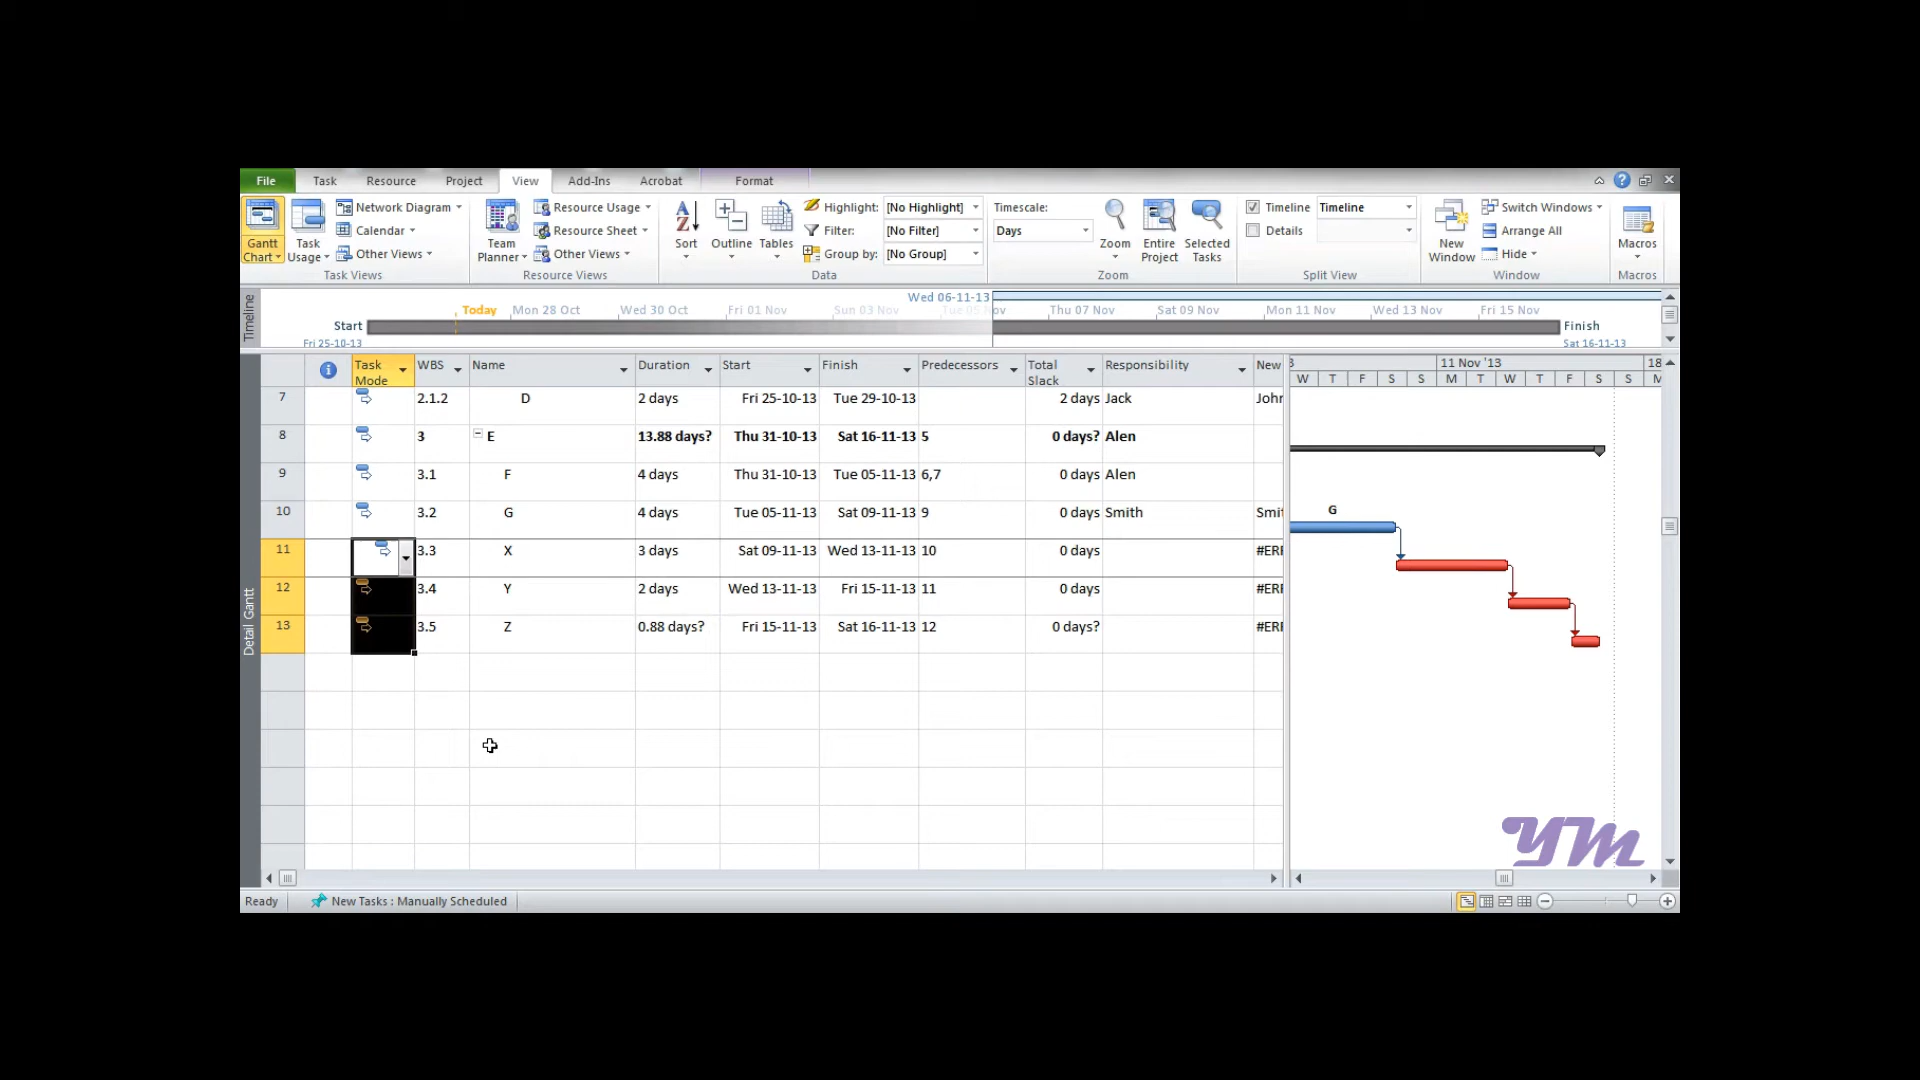 File Task Resource Project View Add-Ins Acrobat Format
Gantt Chart
Task Usage
Network Diagram
Calendar
Other Views
Task Views
Team Planner
Resource Usage
Resource Sheet
Other Views
Resource Views
Sort
Outline
Tables
Highlight: [No Highlight]
Filter: [No Filter]
Group by: [No Group]
Data
Timescale:
Days
Zoom
Entire Project
Selected Tasks
Zoom
Timeline Timeline
Details
Split View
New Window
Switch Windows
Arrange All
Hide
Window
Macros
Macros
Timeline
Wed 06-11-13
Today Mon 28 Oct Wed 30 Oct Fri 01 Nov Sun 03 Nov Tue 05 Nov Thu 07 Nov Sat 09 Nov Mon 11 Nov Wed 13 Nov Fri 15 Nov
Start Finish
Fri 25-10-13 Sat 16-11-13
Task Mode WBS Name Duration Start Finish Predecessors Total Slack Responsibility New
11 Nov '13 18
W T F S S M T W T F S S M
7 2.1.2 D 2 days Fri 25-10-13 Tue 29-10-13 2 days Jack John
8 3 E 13.88 days? Thu 31-10-13 Sat 16-11-13 5 0 days? Alen
9 3.1 F 4 days Thu 31-10-13 Tue 05-11-13 6,7 0 days Alen
10 3.2 G 4 days Tue 05-11-13 Sat 09-11-13 9 0 days Smith Smit G
11 3.3 X 3 days Sat 09-11-13 Wed 13-11-13 10 0 days #ERR
12 3.4 Y 2 days Wed 13-11-13 Fri 15-11-13 11 0 days #ERR
13 3.5 Z 0.88 days? Fri 15-11-13 Sat 16-11-13 12 0 days? #ERR
Detail Gantt
YM
Ready New Tasks : Manually Scheduled